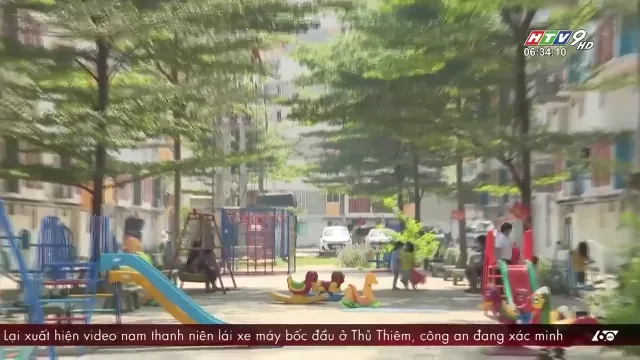 HTV9 HD
06:34:10
Lại xuất hiện video nam thanh niên lái xe máy bốc đầu ở Thủ Thiêm, công an đang xác minh
60